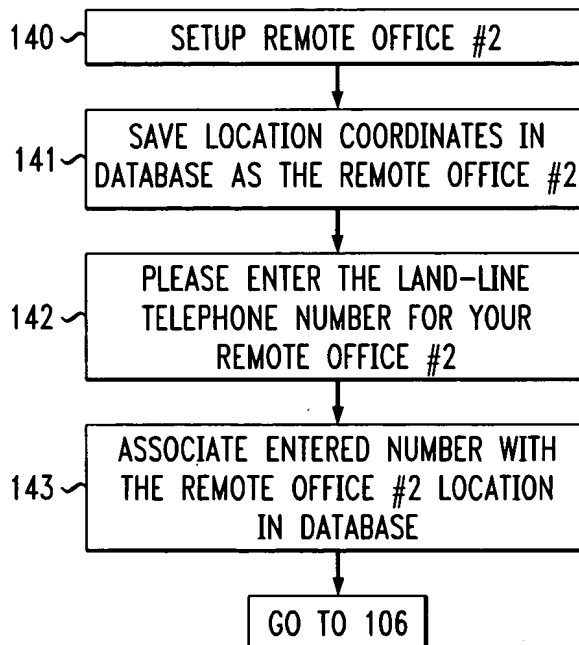 140
SETUP REMOTE OFFICE #2
141
SAVE LOCATION COORDINATES IN
DATABASE AS THE REMOTE OFFICE #2
142
PLEASE ENTER THE LAND-LINE
TELEPHONE NUMBER FOR YOUR
REMOTE OFFICE #2
143
ASSOCIATE ENTERED NUMBER WITH
THE REMOTE OFFICE #2 LOCATION
IN DATABASE
GO TO 106